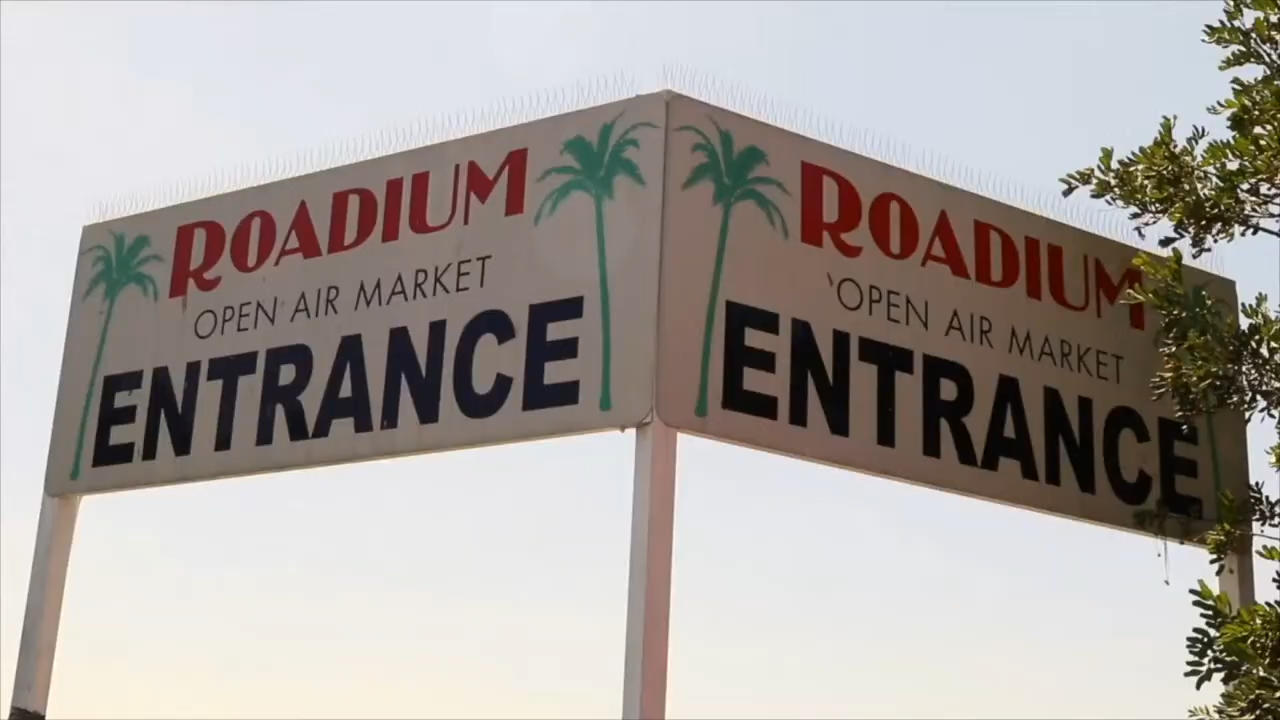 ROADIUM
OPEN AIR MARKET
ENTRANCE
ROADIUM
OPEN AIR MARKET
ENTRANCE